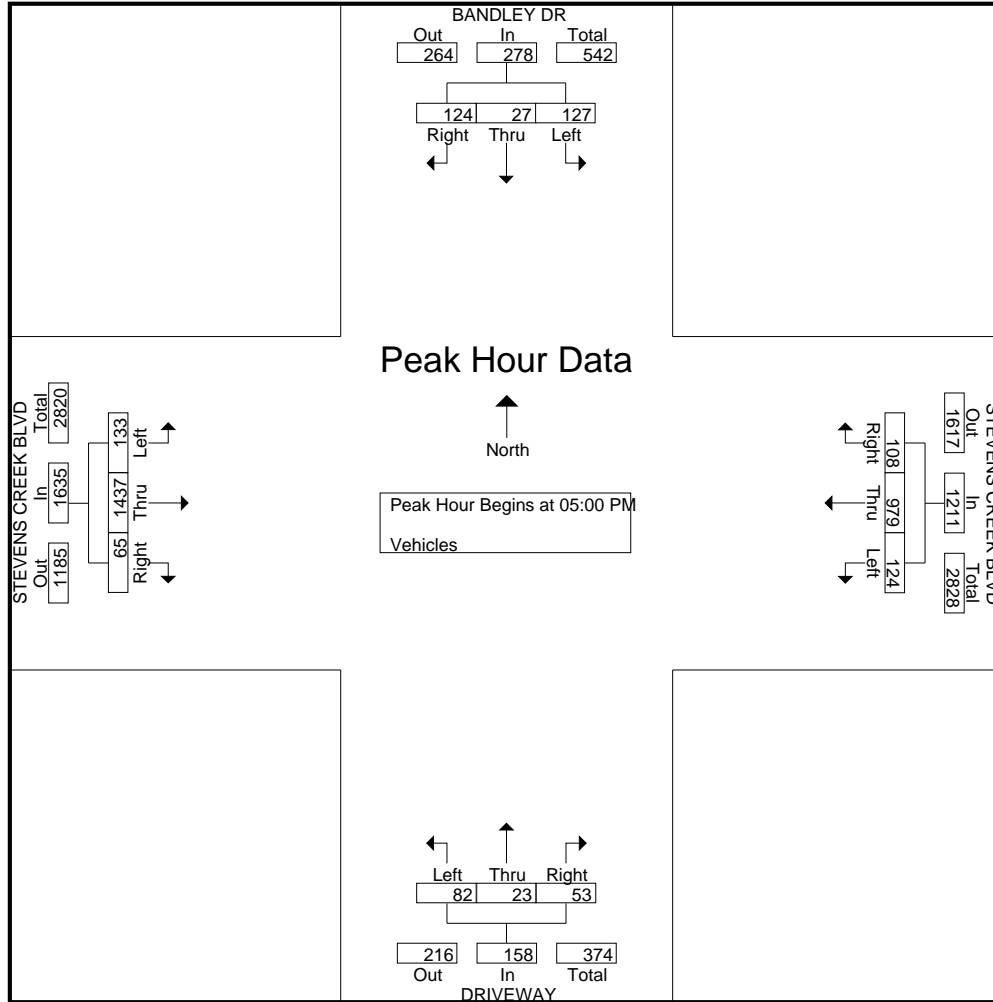 BANDLEY DR
Out In Total
264 278 542
124 27 127
Right Thru Left
Peak Hour Data
North
Peak Hour Begins at 05:00 PM
Vehicles
STEVENS CREEK BLVD
Total In Out
2820 1635 1185
133 1437 65
Left Thru Right
STEVENS CREEK BLVD
Out In Total
1617 1211 2828
108 979 124
Right Thru Left
Left Thru Right
82 23 53
216 158 374
Out In Total
DRIVEWAY